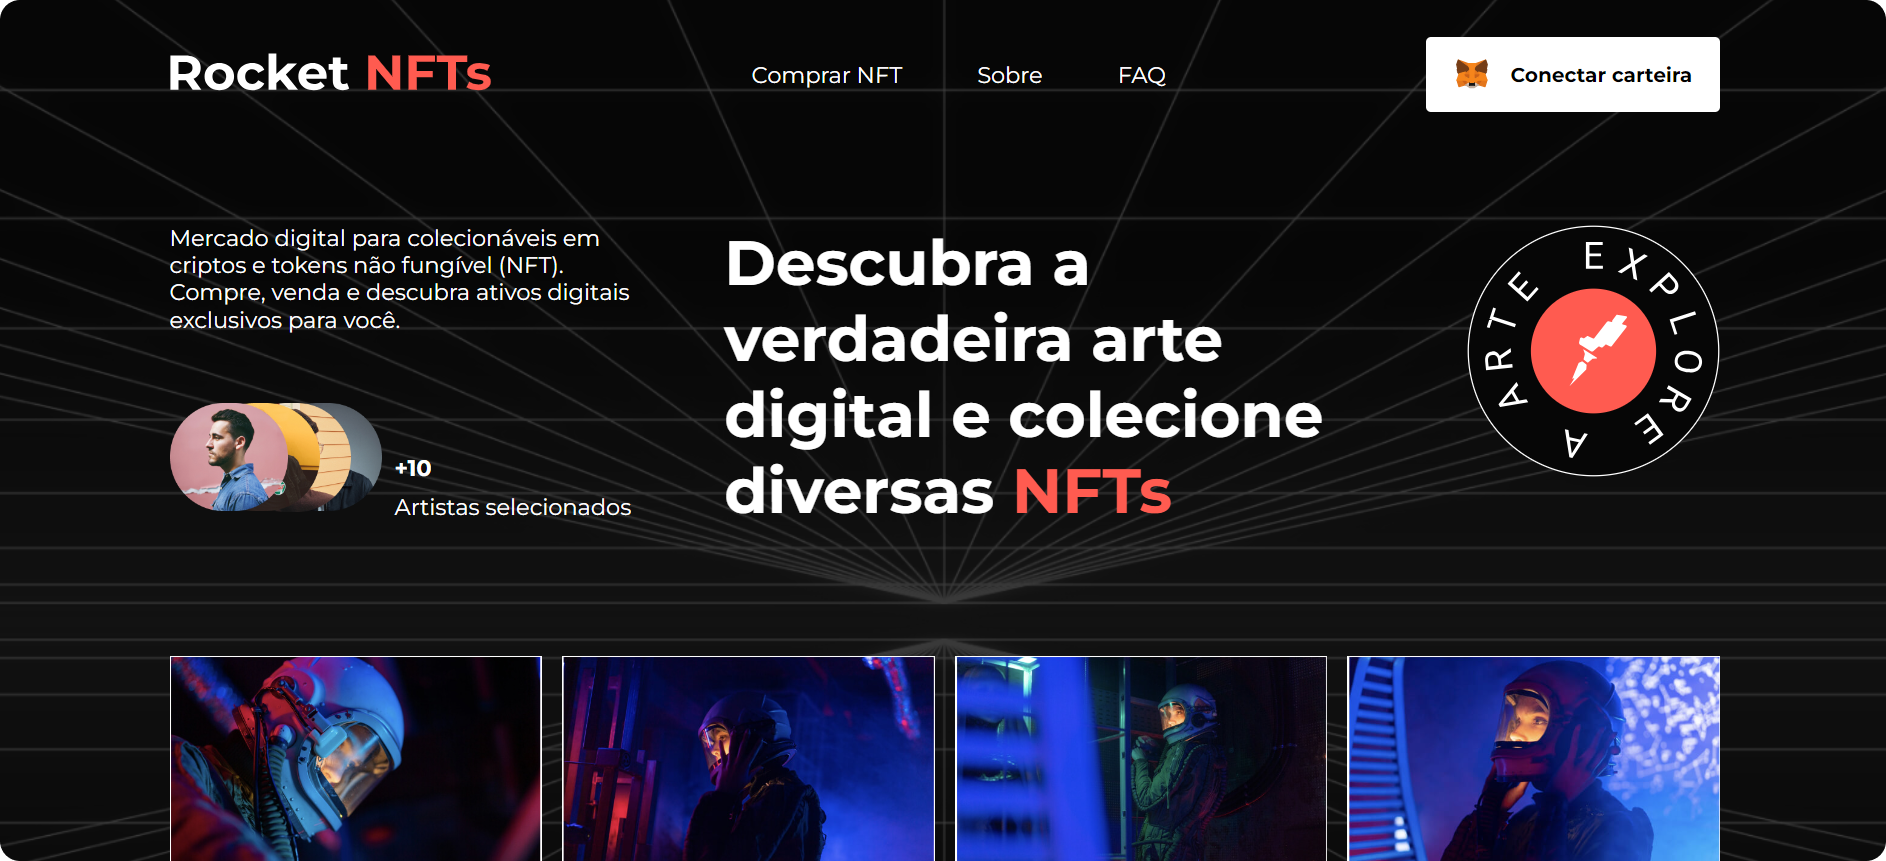 Rocket NFTs
Comprar NFT
Sobre
FAQ
Conectar carteira
Mercado digital para colecionáveis em
criptos e tokens não fungível (NFT).
Compre, venda e descubra ativos digitais
exclusivos para você.
+10
Artistas selecionados
Descubra a
verdadeira arte
digital e colecione
diversas NFTs
EXPLORE A ARTE